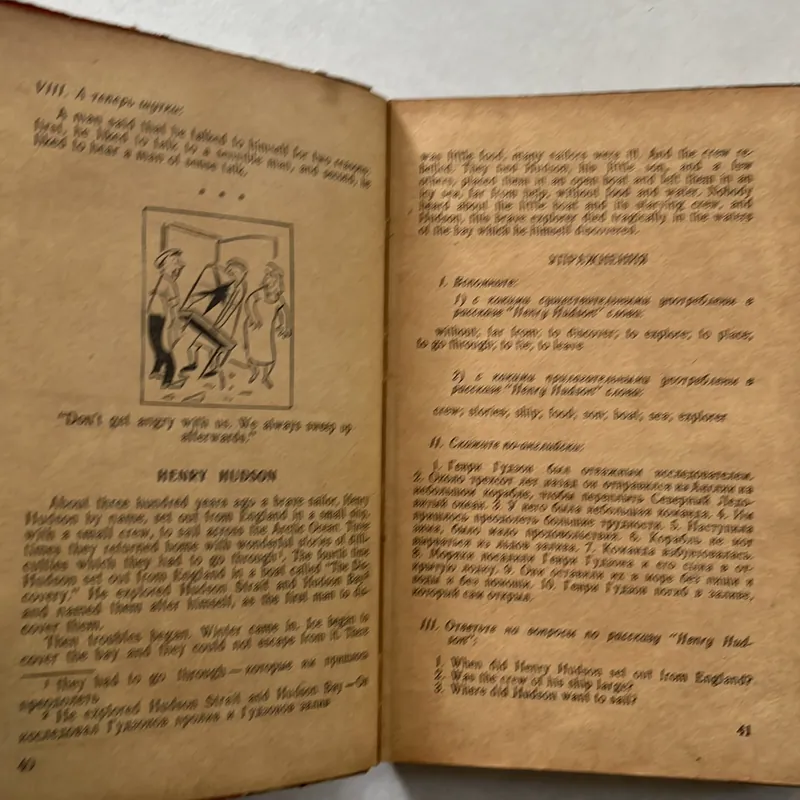 VIII. А теперь шутки:
A man said that he talked to himself for two reasons:
first, he liked to talk to a sensible man, and second, he
liked to hear a man of sense talk.
* * *
"Don't get angry with us. We always sweep up
afterwards."
HENRY HUDSON
About three hundred years ago a brave sailor, Henry
Hudson by name, set out from England in a small ship,
with a small crew, to sail across the Arctic Ocean. Three
times they returned home with wonderful stories of diffi-
culties which they had to go through¹. The fourth time
Hudson set out from England in a boat called "The Dis-
covery." He explored Hudson Strait and Hudson Bay²
and named them after himself, as the first man to dis-
cover them.
Then troubles began. Winter came in. Ice began to
cover the bay and they could not escape from it. There
¹ they had to go through — которые им пришлось
преодолеть
² He explored Hudson Strait and Hudson Bay — Он
исследовал Гудзонов пролив и Гудзонов залив
40
was little food, many sailors were ill. And the crew re-
belled. They tied Hudson, his little son, and a few
others, placed them in an open boat and left them in an
icy sea, far from help, without food and water. Nobody
heard about the little boat and its starving crew, and
Hudson, this brave explorer died tragically in the waters
of the bay which he himself discovered.
УПРАЖНЕНИЯ
I. Вспомните:
1) с какими существительными употреблены в
рассказе "Henry Hudson" слова:
without; far from; to discover; to explore; to place;
to go through; to tie; to leave
2) с какими прилагательными употреблены в
рассказе "Henry Hudson" слова:
crew; stories; ship; food; son; boat; sea; explorer
II. Скажите по-английски:
1. Генри Гудзон был отважным исследователем.
2. Около трехсот лет назад он отправился из Англии на
небольшом корабле, чтобы переплыть Северный Ледо-
витый океан. 3. У него была небольшая команда. 4. Им
пришлось преодолеть большие трудности. 5. Наступила
зима, было мало продовольствия. 6. Корабль не мог
вырваться из льдов залива. 7. Команда взбунтовалась.
8. Моряки посадили Генри Гудзона и его сына в от-
крытую лодку. 9. Они оставили их в море без пищи и
воды и без помощи. 10. Генри Гудзон погиб в заливе,
который сам открыл.
III. Ответьте на вопросы по рассказу "Henry Hud-
son":
1. When did Henry Hudson set out from England?
2. Was the crew of his ship large?
3. Where did Hudson want to sail?
41